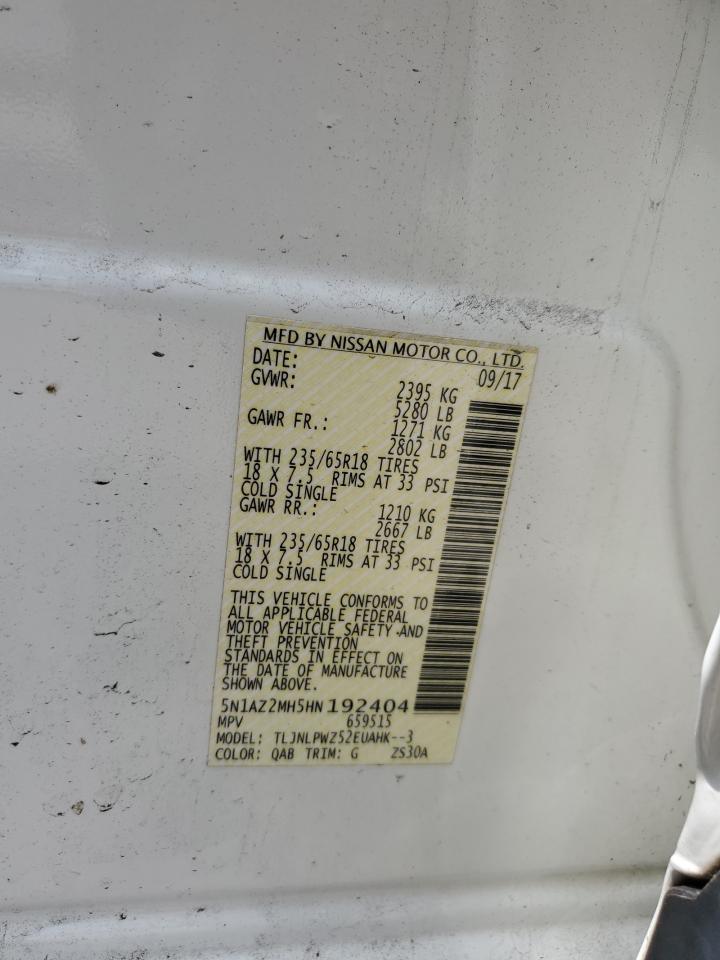 MFD BY NISSAN MOTOR CO., LTD.
DATE: 09/17
GVWR: 2395 KG
5280 LB
GAWR FR.: 1271 KG
2802 LB
WITH 235/65R18 TIRES
18 X 7.5 RIMS AT 33 PSI
COLD SINGLE
GAWR RR.: 1210 KG
2667 LB
WITH 235/65R18 TIRES
18 X 7.5 RIMS AT 33 PSI
COLD SINGLE
THIS VEHICLE CONFORMS TO
ALL APPLICABLE FEDERAL
MOTOR VEHICLE SAFETY AND
THEFT PREVENTION
STANDARDS IN EFFECT ON
THE DATE OF MANUFACTURE
SHOWN ABOVE.
5N1AZ2MH5HN192404
MPV 659515
MODEL: TLJNLPWZ52EUAHK--3
COLOR: QAB TRIM: G ZS30A